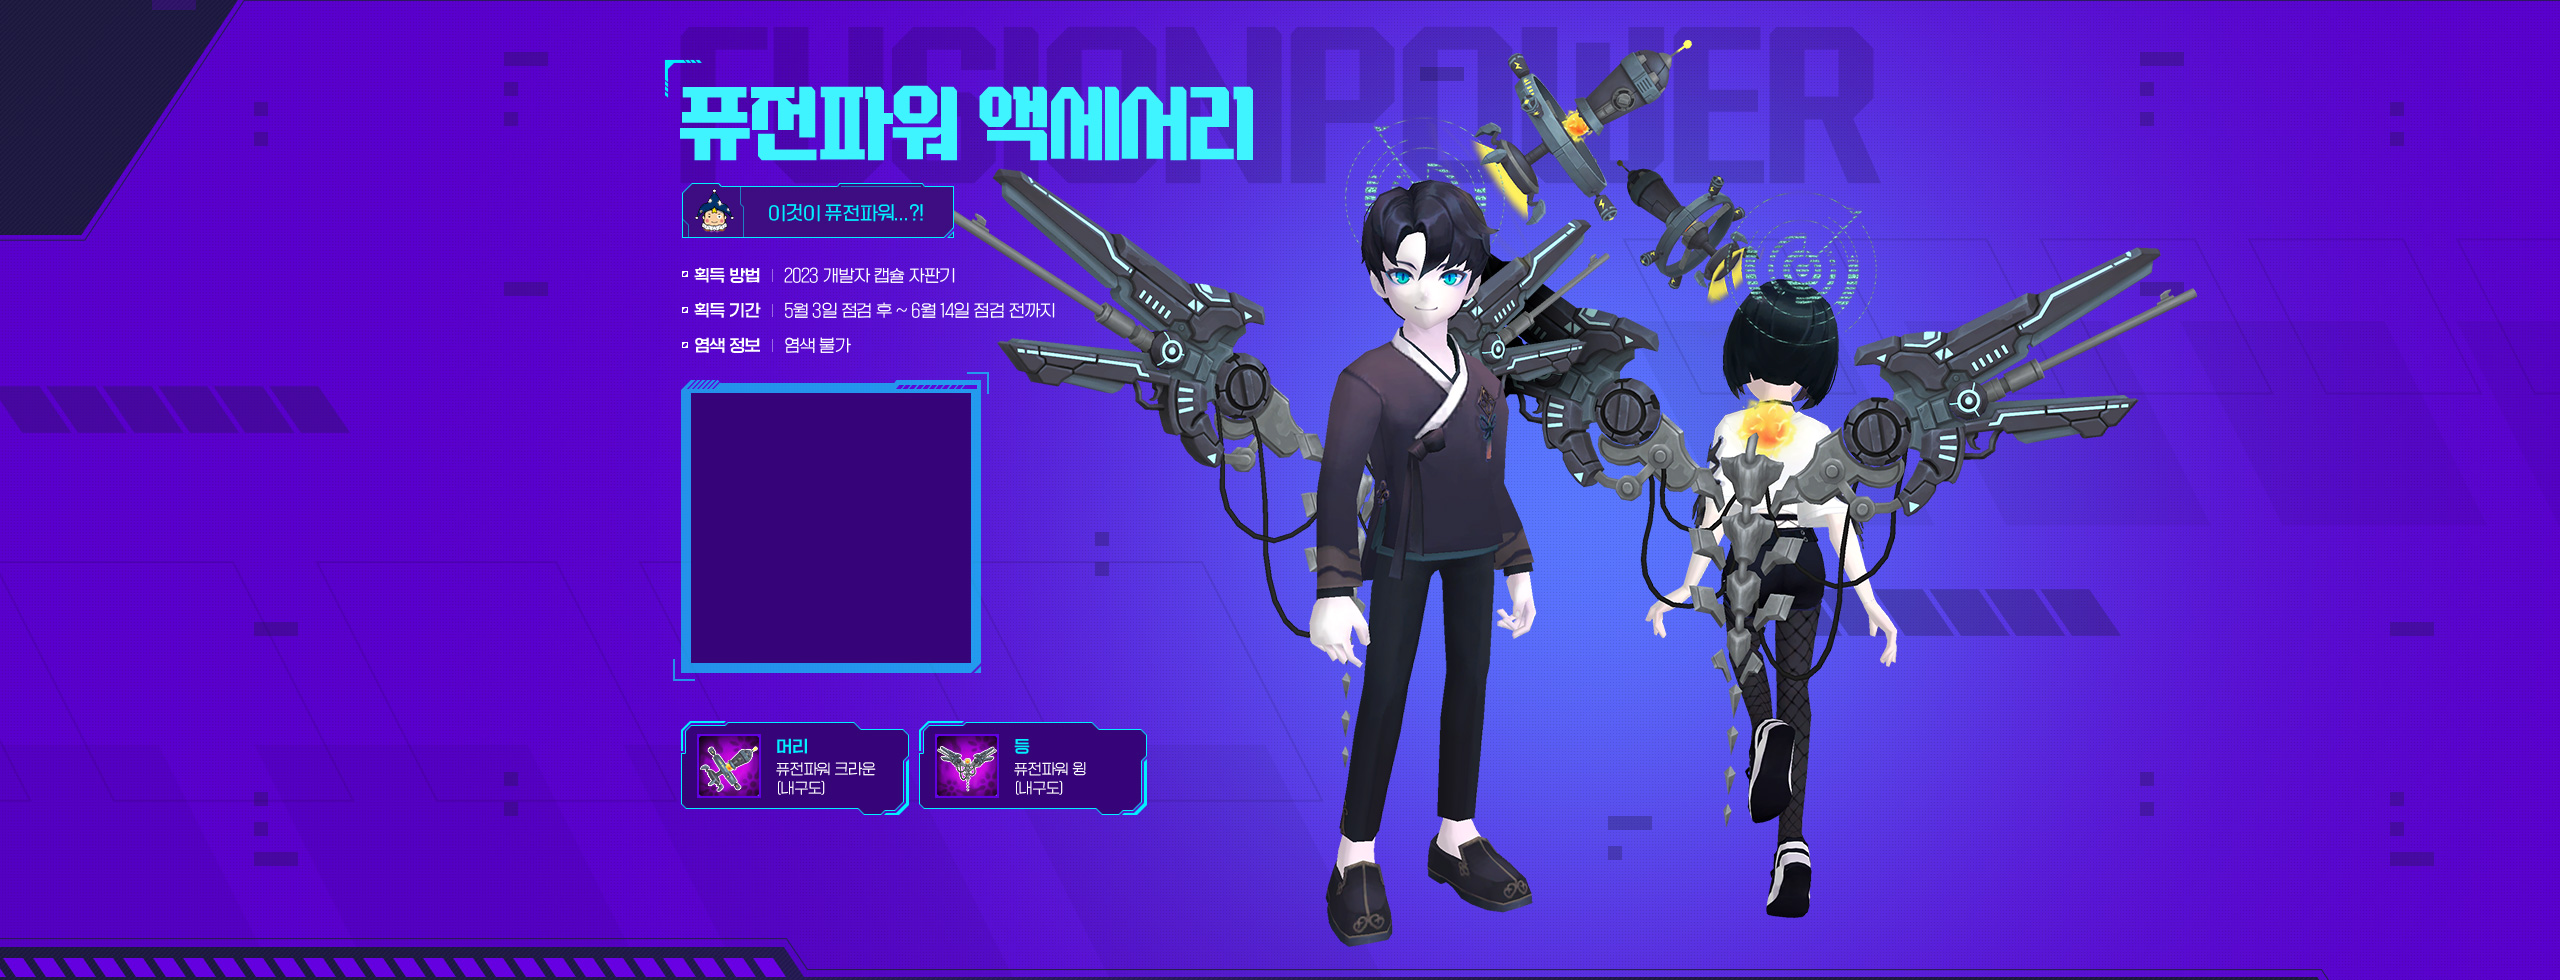 FUSIONPOWER
퓨전파워 액세서리
이것이 퓨전파워...?!
획득 방법 | 2023 개발자 캡슐 자판기
획득 기간 | 5월 3일 점검 후 ~ 6월 14일 점검 전까지
염색 정보 | 염색 불가
머리
퓨전파워 크라운
(내구도)
등
퓨전파워 윙
(내구도)